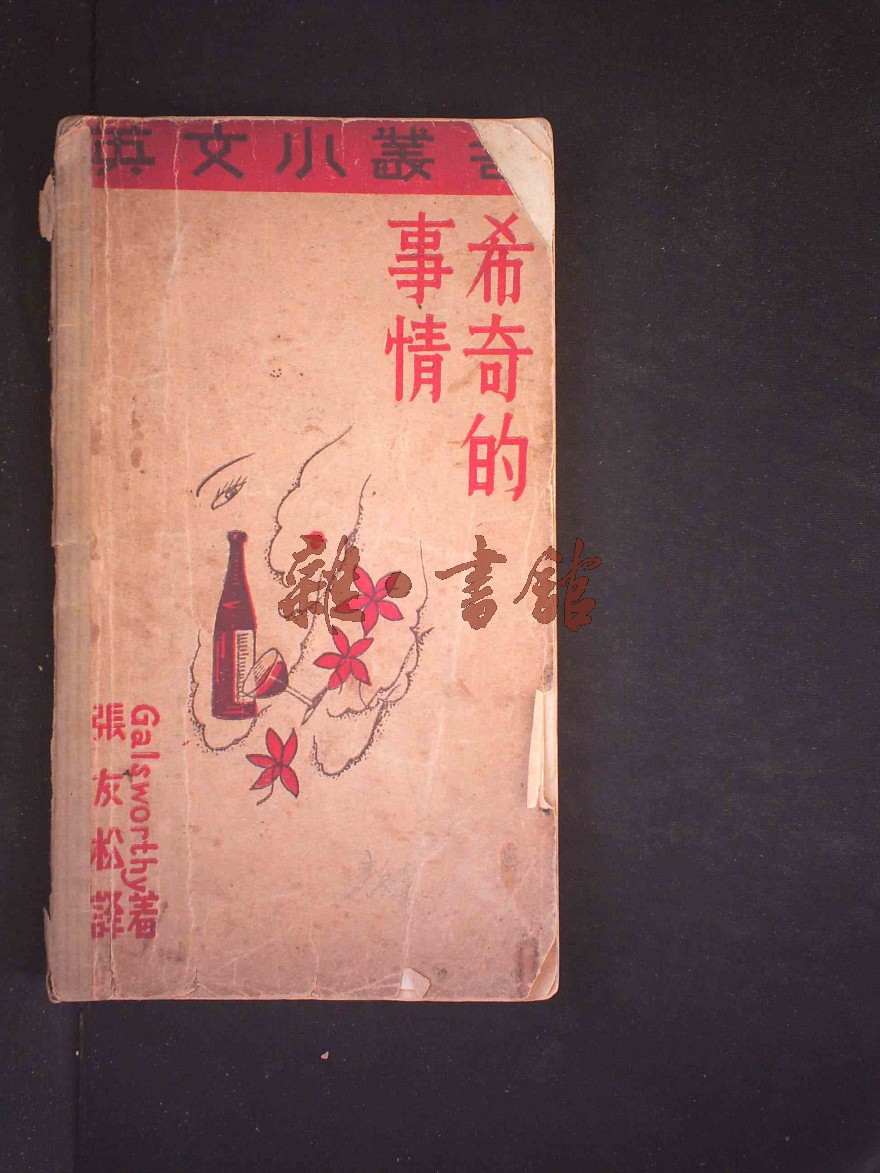 英文小叢書
希奇的
事情
Galsworthy著
張友松譯
雜·書館